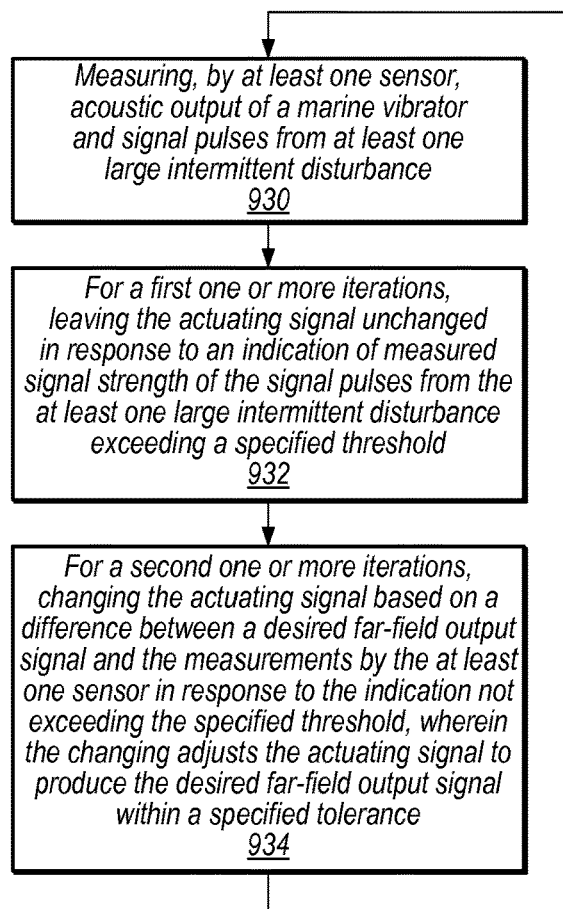 Measuring, by at least one sensor,
acoustic output of a marine vibrator
and signal pulses from at least one
large intermittent disturbance
930
For a first one or more iterations,
leaving the actuating signal unchanged
in response to an indication of measured
signal strength of the signal pulses from the
at least one large intermittent disturbance
exceeding a specified threshold
932
For a second one or more iterations,
changing the actuating signal based on a
difference between a desired far-field output
signal and the measurements by the at least
one sensor in response to the indication not
exceeding the specified threshold, wherein
the changing adjusts the actuating signal to
produce the desired far-field output signal
within a specified tolerance
934